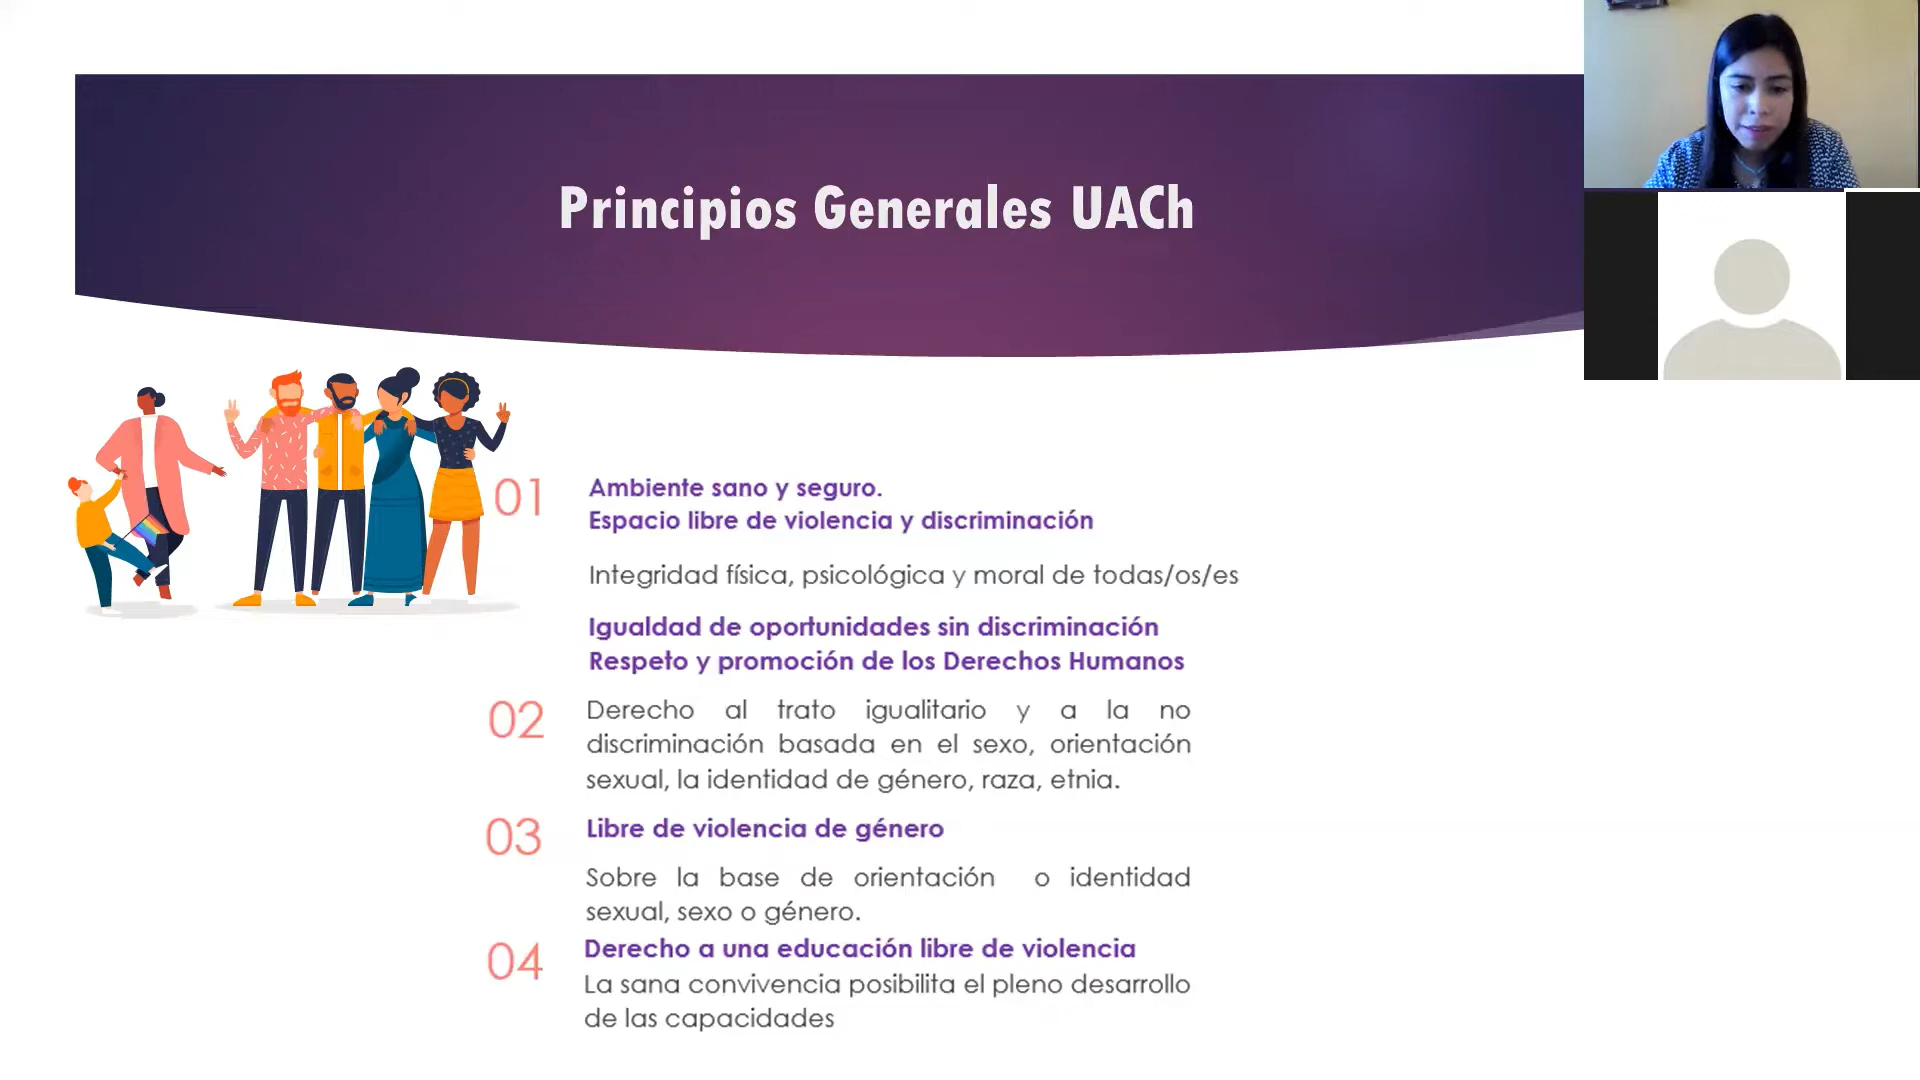 Principios Generales UACh
01
Ambiente sano y seguro.
Espacio libre de violencia y discriminación
Integridad física, psicológica y moral de todas/os/es
Igualdad de oportunidades sin discriminación
Respeto y promoción de los Derechos Humanos
02
Derecho al trato igualitario y a la no
discriminación basada en el sexo, orientación
sexual, la identidad de género, raza, etnia.
03
Libre de violencia de género
Sobre la base de orientación o identidad
sexual, sexo o género.
04
Derecho a una educación libre de violencia
La sana convivencia posibilita el pleno desarrollo
de las capacidades